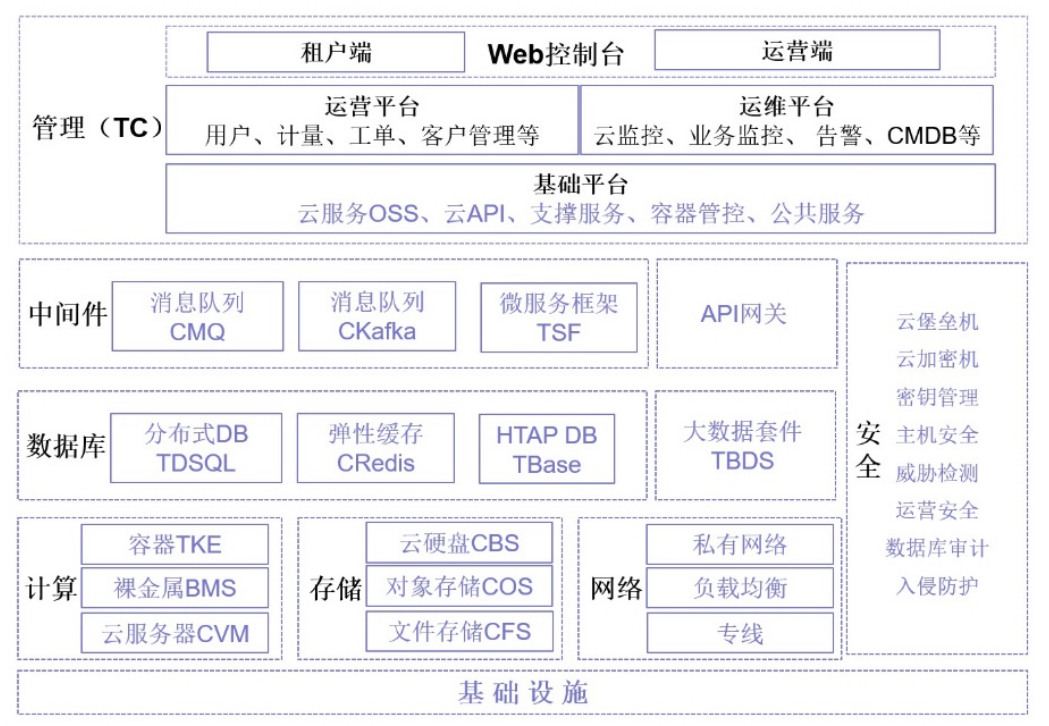 租户端
Web控制台
运营端
管理（TC）
运营平台
用户、计量、工单、客户管理等
运维平台
云监控、业务监控、 告警、CMDB等
基础平台
云服务OSS、云API、支撑服务、容器管控、公共服务
中间件
消息队列
CMQ
消息队列
CKafka
微服务框架
TSF
API网关
数据库
分布式DB
TDSQL
弹性缓存
CRedis
HTAP DB
TBase
大数据套件
TBDS
计算
容器TKE
裸金属BMS
云服务器CVM
存储
云硬盘CBS
对象存储COS
文件存储CFS
网络
私有网络
负载均衡
专线
安全
云堡垒机
云加密机
密钥管理
主机安全
威胁检测
运营安全
数据库审计
入侵防护
基 础 设 施